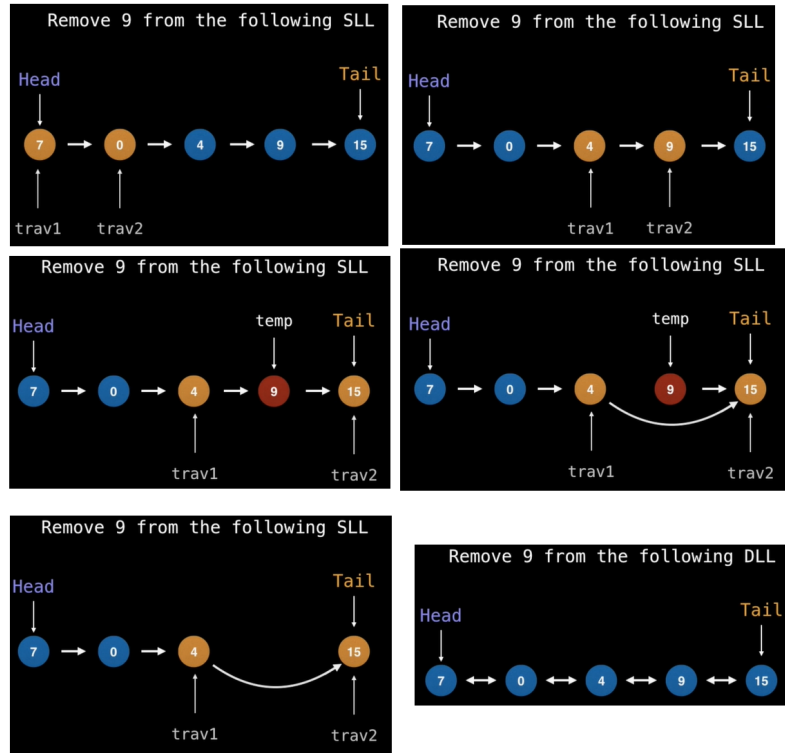 Remove 9 from the following SLL
Head
Tail
7 0 4 9 15
trav1 trav2
Remove 9 from the following SLL
Head
Tail
7 0 4 9 15
trav1 trav2
Remove 9 from the following SLL
Head temp Tail
7 0 4 9 15
trav1 trav2
Remove 9 from the following SLL
Head temp Tail
7 0 4 9 15
trav1 trav2
Remove 9 from the following SLL
Head Tail
7 0 4 15
trav1 trav2
Remove 9 from the following DLL
Head Tail
7 0 4 9 15